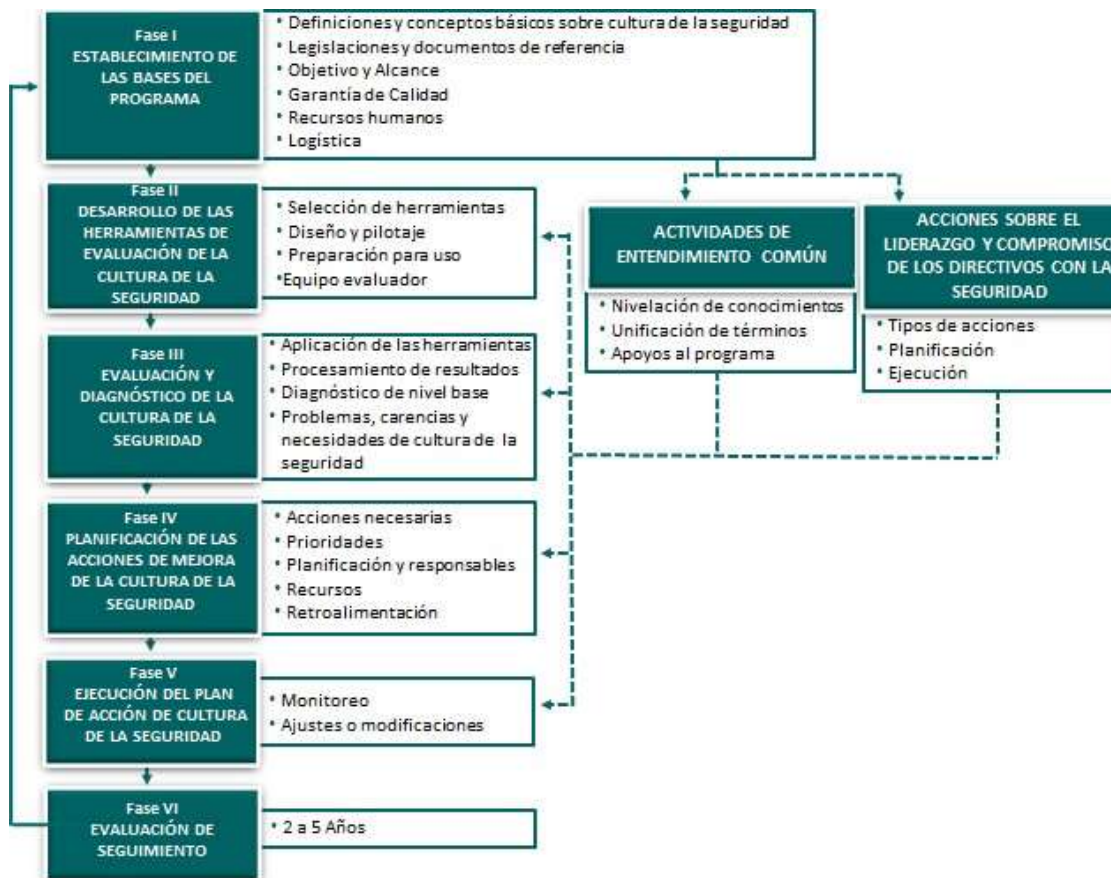 Fase I
ESTABLECIMIENTO DE
LAS BASES DEL
PROGRAMA
• Definiciones y conceptos básicos sobre cultura de la seguridad
• Legislaciones y documentos de referencia
• Objetivo y Alcance
• Garantía de Calidad
• Recursos humanos
• Logística
Fase II
DESARROLLO DE LAS
HERRAMIENTAS DE
EVALUACIÓN DE LA
CULTURA DE LA
SEGURIDAD
• Selección de herramientas
• Diseño y pilotaje
• Preparación para uso
•Equipo evaluador
ACTIVIDADES DE
ENTENDIMIENTO COMÚN
• Nivelación de conocimientos
• Unificación de términos
• Apoyos al programa
ACCIONES SOBRE EL
LIDERAZGO Y COMPROMISO
DE LOS DIRECTIVOS CON LA
SEGURIDAD
• Tipos de acciones
• Planificación
• Ejecución
Fase III
EVALUACIÓN Y
DIAGNÓSTICO DE LA
CULTURA DE LA
SEGURIDAD
• Aplicación de las herramientas
• Procesamiento de resultados
• Diagnóstico de nivel base
• Problemas, carencias y
necesidades de cultura de la
seguridad
Fase IV
PLANIFICACIÓN DE LAS
ACCIONES DE MEJORA
DE LA CULTURA DE LA
SEGURIDAD
• Acciones necesarias
• Prioridades
• Planificación y responsables
• Recursos
• Retroalimentación
Fase V
EJECUCIÓN DEL PLAN
DE ACCIÓN DE CULTURA
DE LA SEGURIDAD
• Monitoreo
• Ajustes o modificaciones
Fase VI
EVALUACIÓN DE
SEGUIMIENTO
• 2 a 5 Años